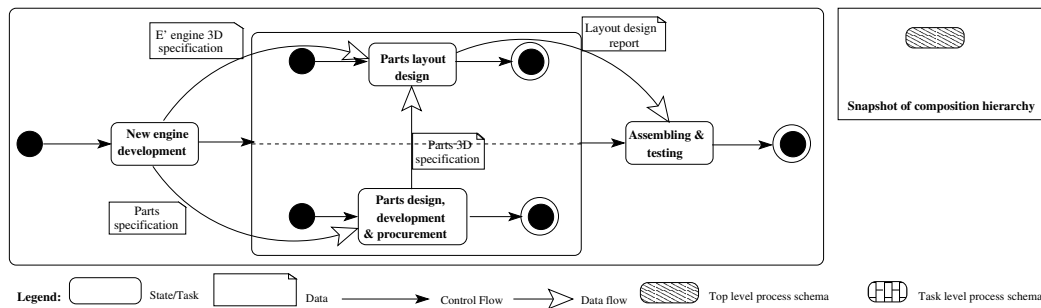 E’ engine 3D
specification
Layout design
report
Parts layout
design
Snapshot of composition hierarchy
New engine
development
Assembling &
testing
Parts 3D
specification
Parts
specification
Parts design,
development
& procurement
Legend:
State/Task
Data
Control Flow
Data flow
Top level process schema
Task level process schema